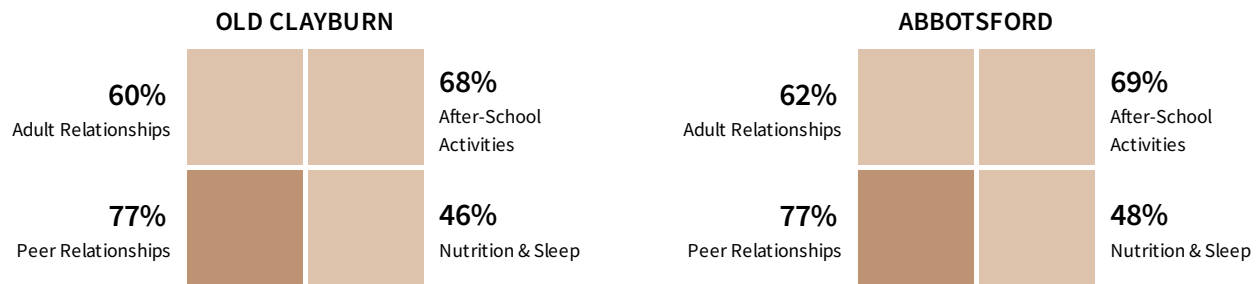 OLD CLAYBURN
60%
Adult Relationships
68%
After-School
Activities
77%
Peer Relationships
46%
Nutrition & Sleep
ABBOTSFORD
62%
Adult Relationships
69%
After-School
Activities
77%
Peer Relationships
48%
Nutrition & Sleep